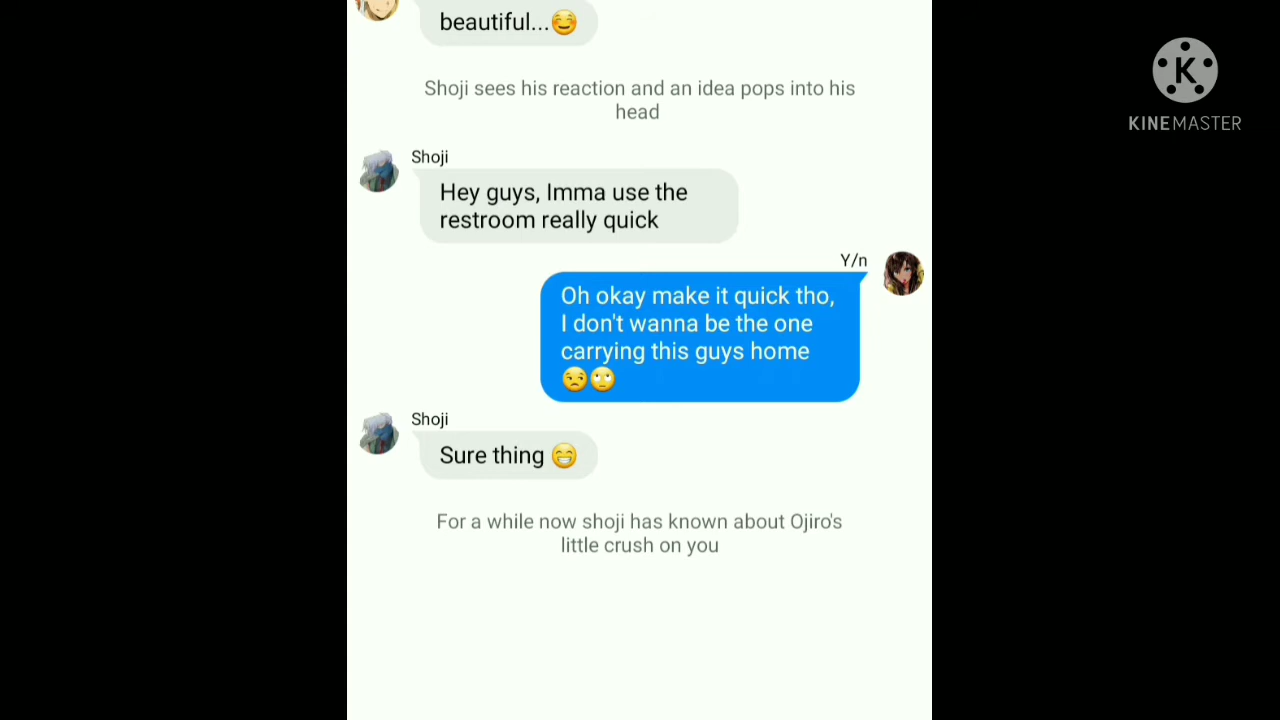 beautiful...☺️
Shoji sees his reaction and an idea pops into his
head
Shoji
Hey guys, Imma use the
restroom really quick
Y/n
Oh okay make it quick tho,
I don't wanna be the one
carrying this guys home
😒🙄
Shoji
Sure thing 😁
For a while now shoji has known about Ojiro's
little crush on you
K
KINEMASTER